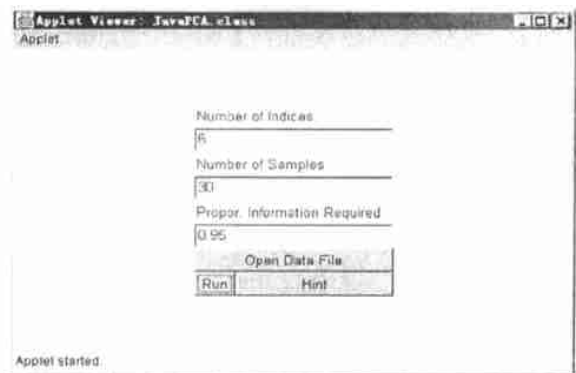 Applet Viewer: JavaPCA.class
Applet
Number of Indices
6
Number of Samples
30
Propor. Information Required
0.95
Open Data File
Run Hint
Applet started.